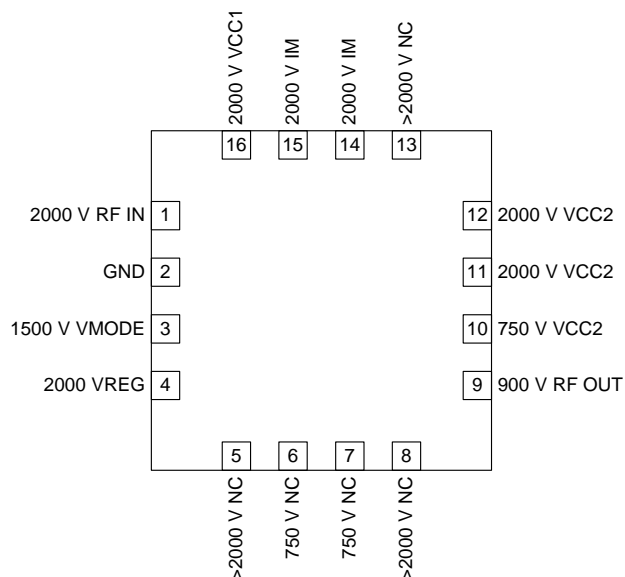 2000 V VCC1
2000 V IM
2000 V IM
>2000 V NC
16
15
14
13
2000 V RF IN
1
12
2000 V VCC2
GND
2
11
2000 V VCC2
1500 V VMODE
3
10
750 V VCC2
2000 VREG
4
9
900 V RF OUT
5
6
7
8
>2000 V NC
750 V NC
750 V NC
>2000 V NC